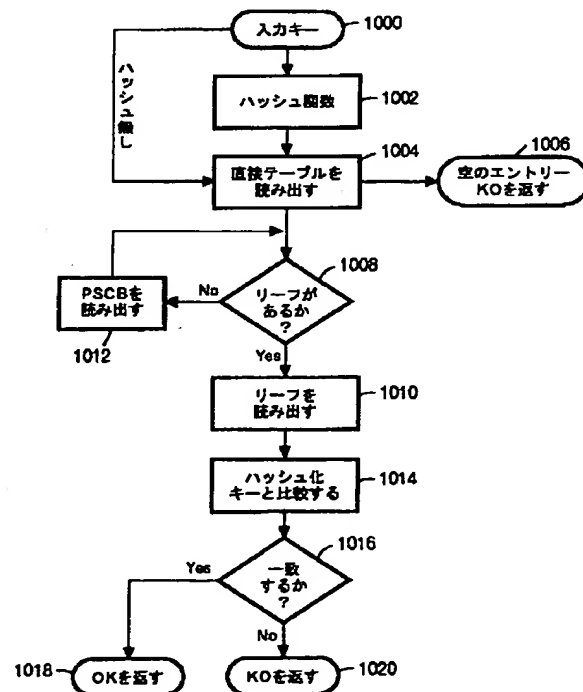 入力キー
1000
ハッシュ無し
ハッシュ関数
1002
1004
直接テーブルを
読み出す
1006
空のエントリー
KOを返す
1008
リーフが
あるか
?
No
PSCBを
読み出す
1012
Yes
リーフを
読み出す
1010
ハッシュ化
キーと比較する
1014
1016
一致
するか
?
Yes
No
1018
OKを返す
KOを返す
1020